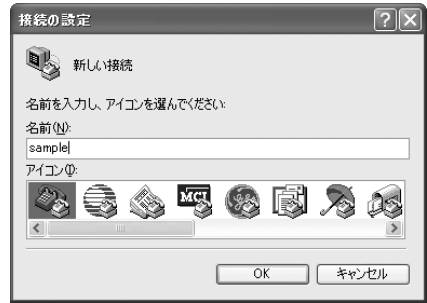 接続の設定
新しい接続
名前を入力し、アイコンを選んでください:
名前(N):
sample
アイコン(I):
MCI
OK キャンセル